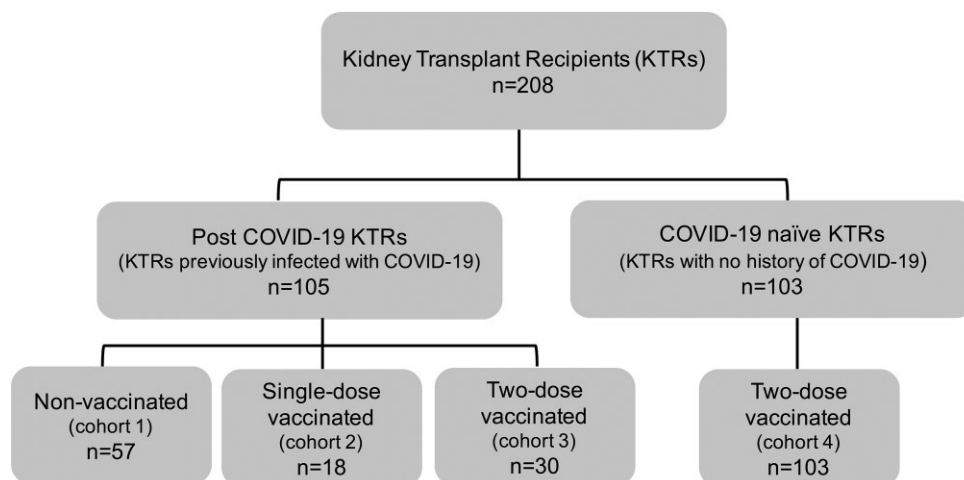 Kidney Transplant Recipients (KTRs)
n=208
Post COVID-19 KTRs
(KTRs previously infected with COVID-19)
n=105
COVID-19 naïve KTRs
(KTRs with no history of COVID-19)
n=103
Non-vaccinated
(cohort 1)
n=57
Single-dose
vaccinated
(cohort 2)
n=18
Two-dose
vaccinated
(cohort 3)
n=30
Two-dose
vaccinated
(cohort 4)
n=103